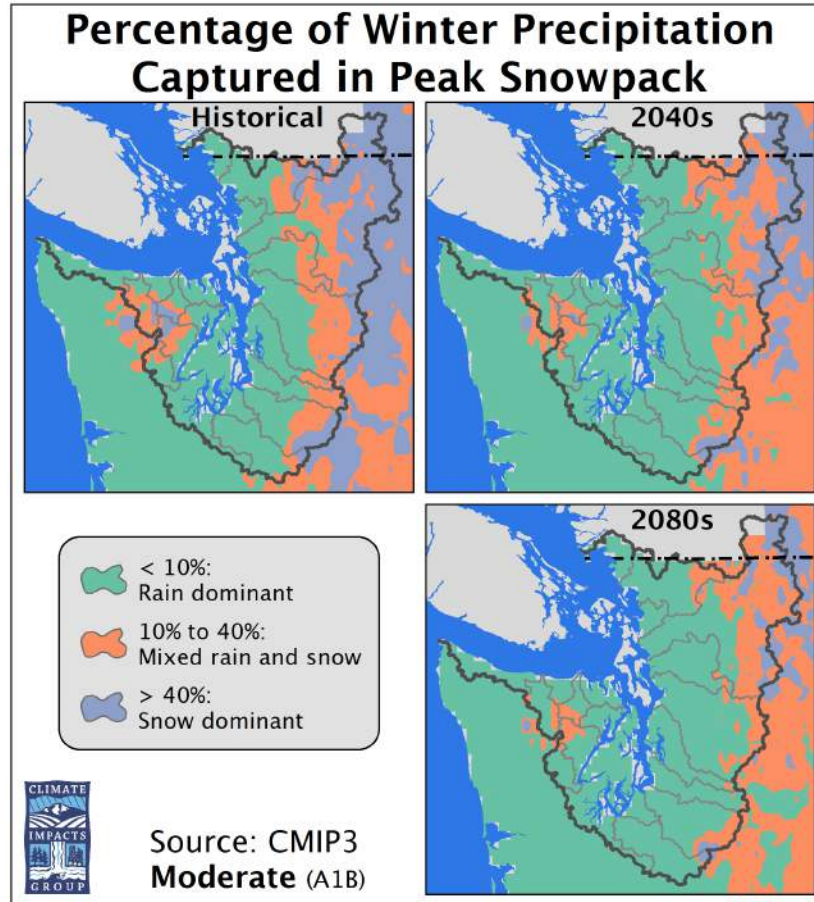 Percentage of Winter Precipitation
Captured in Peak Snowpack
Historical
2040s
2080s
< 10%:
Rain dominant
10% to 40%:
Mixed rain and snow
> 40%:
Snow dominant
CLIMATE
IMPACTS
GROUP
Source: CMIP3
Moderate (A1B)